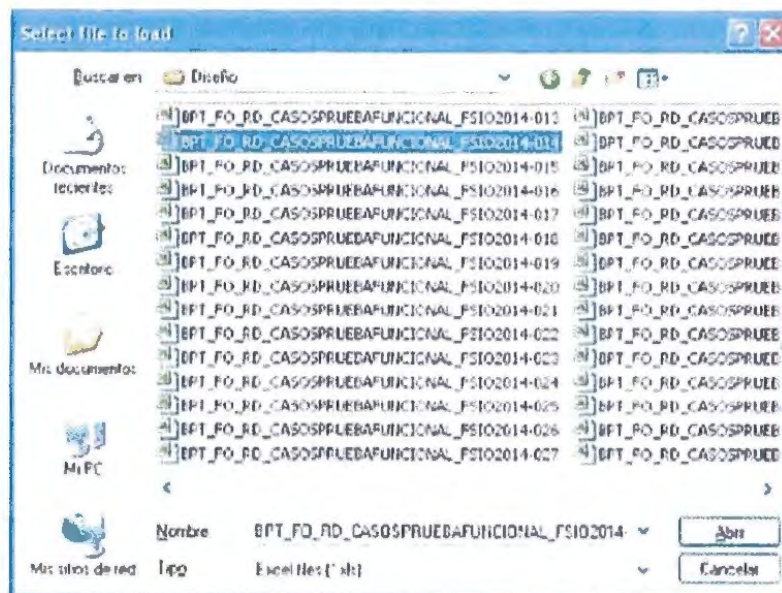 Select file to load
Buscar en Diseño
BPT_FO_RD_CASOSPRUEBAFUNCIONAL_FSIO2014-013 BPT_FO_RD_CASOSPRUEB
BPT_FO_RD_CASOSPRUEBAFUNCIONAL_FSIO2014-014 BPT_FO_RD_CASOSPRUEB
BPT_FO_RD_CASOSPRUEBAFUNCIONAL_FSIO2014-015 BPT_FO_RD_CASOSPRUEB
BPT_FO_RD_CASOSPRUEBAFUNCIONAL_FSIO2014-016 BPT_FO_RD_CASOSPRUEB
BPT_FO_RD_CASOSPRUEBAFUNCIONAL_FSIO2014-017 BPT_FO_RD_CASOSPRUEB
BPT_FO_RD_CASOSPRUEBAFUNCIONAL_FSIO2014-018 BPT_FO_RD_CASOSPRUEB
BPT_FO_RD_CASOSPRUEBAFUNCIONAL_FSIO2014-019 BPT_FO_RD_CASOSPRUEB
BPT_FO_RD_CASOSPRUEBAFUNCIONAL_FSIO2014-020 BPT_FO_RD_CASOSPRUEB
BPT_FO_RD_CASOSPRUEBAFUNCIONAL_FSIO2014-021 BPT_FO_RD_CASOSPRUEB
BPT_FO_RD_CASOSPRUEBAFUNCIONAL_FSIO2014-022 BPT_FO_RD_CASOSPRUEB
BPT_FO_RD_CASOSPRUEBAFUNCIONAL_FSIO2014-023 BPT_FO_RD_CASOSPRUEB
BPT_FO_RD_CASOSPRUEBAFUNCIONAL_FSIO2014-024 BPT_FO_RD_CASOSPRUEB
BPT_FO_RD_CASOSPRUEBAFUNCIONAL_FSIO2014-025 BPT_FO_RD_CASOSPRUEB
BPT_FO_RD_CASOSPRUEBAFUNCIONAL_FSIO2014-026 BPT_FO_RD_CASOSPRUEB
BPT_FO_RD_CASOSPRUEBAFUNCIONAL_FSIO2014-027 BPT_FO_RD_CASOSPRUEB
Documentos
recientes
Escritorio
Mis documentos
Mi PC
Mis sitios de red
Nombre BPT_FO_RD_CASOSPRUEBAFUNCIONAL_FSIO2014- Abrir
Tipo Excel files (*.xls) Cancelar